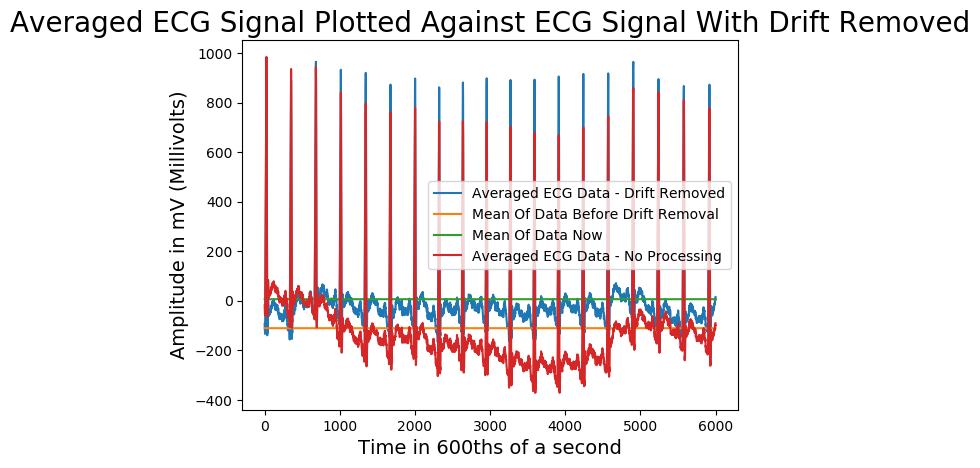 Averaged ECG Signal Plotted Against ECG Signal With Drift Removed
Amplitude in mV (Millivolts)
1000
800
600
400
200
0
−200
−400
Averaged ECG Data - Drift Removed
Mean Of Data Before Drift Removal
Mean Of Data Now
Averaged ECG Data - No Processing
0 1000 2000 3000 4000 5000 6000
Time in 600ths of a second